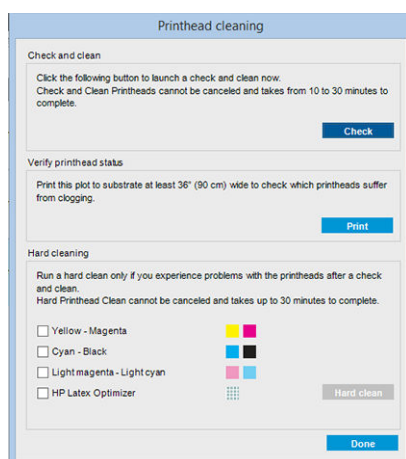 Printhead cleaning
Check and clean
Click the following button to launch a check and clean now.
Check and Clean Printheads cannot be canceled and takes from 10 to 30 minutes to
complete.
Check
Verify printhead status
Print this plot to substrate at least 36" (90 cm) wide to check which printheads suffer
from clogging.
Print
Hard cleaning
Run a hard clean only if you experience problems with the printheads after a check
and clean.
Hard Printhead Clean cannot be canceled and takes up to 30 minutes to complete.
Yellow - Magenta
Cyan - Black
Light magenta - Light cyan
HP Latex Optimizer
Hard clean
Done